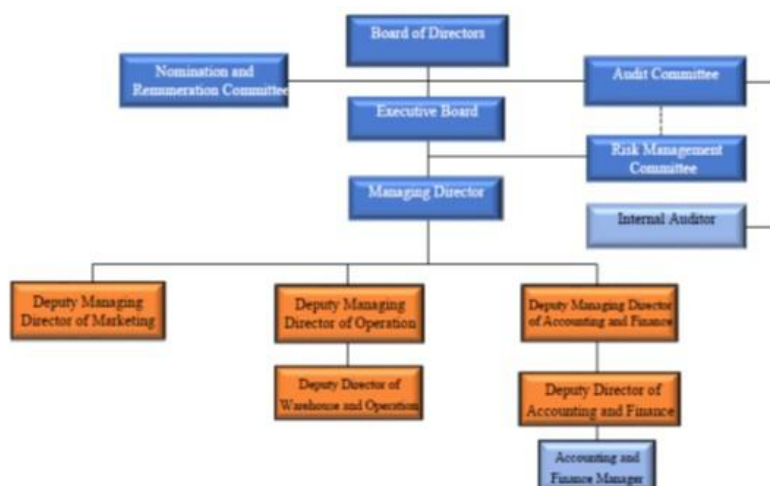 Board of Directors
Nomination and
Remuneration Committee
Audit Committee
Executive Board
Risk Management
Committee
Managing Director
Internal Auditor
Deputy Managing
Director of Marketing
Deputy Managing
Director of Operation
Deputy Managing Director
of Accounting and Finance
Deputy Director of
Warehouse and Operation
Deputy Director of
Accounting and Finance
Accounting and
Finance Manager